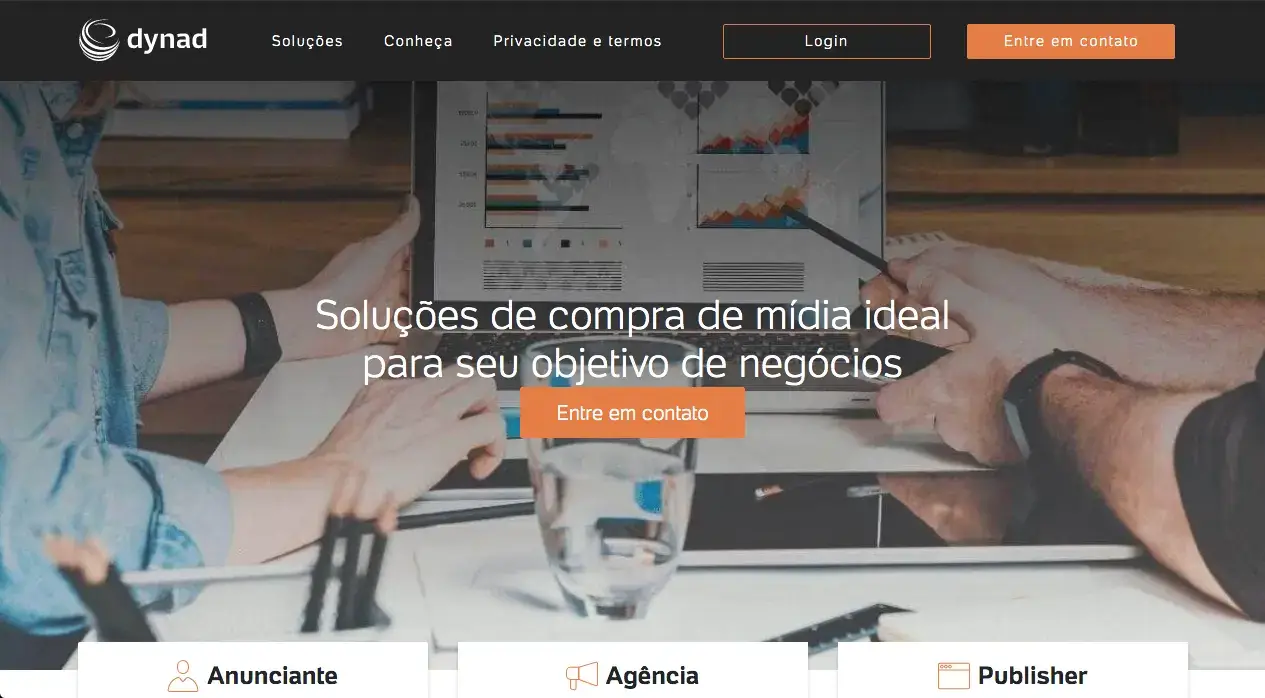 dynad
Soluções
Conheça
Privacidade e termos
Login
Entre em contato
Soluções de compra de mídia ideal
para seu objetivo de negócios
Entre em contato
Anunciante
Agência
Publisher